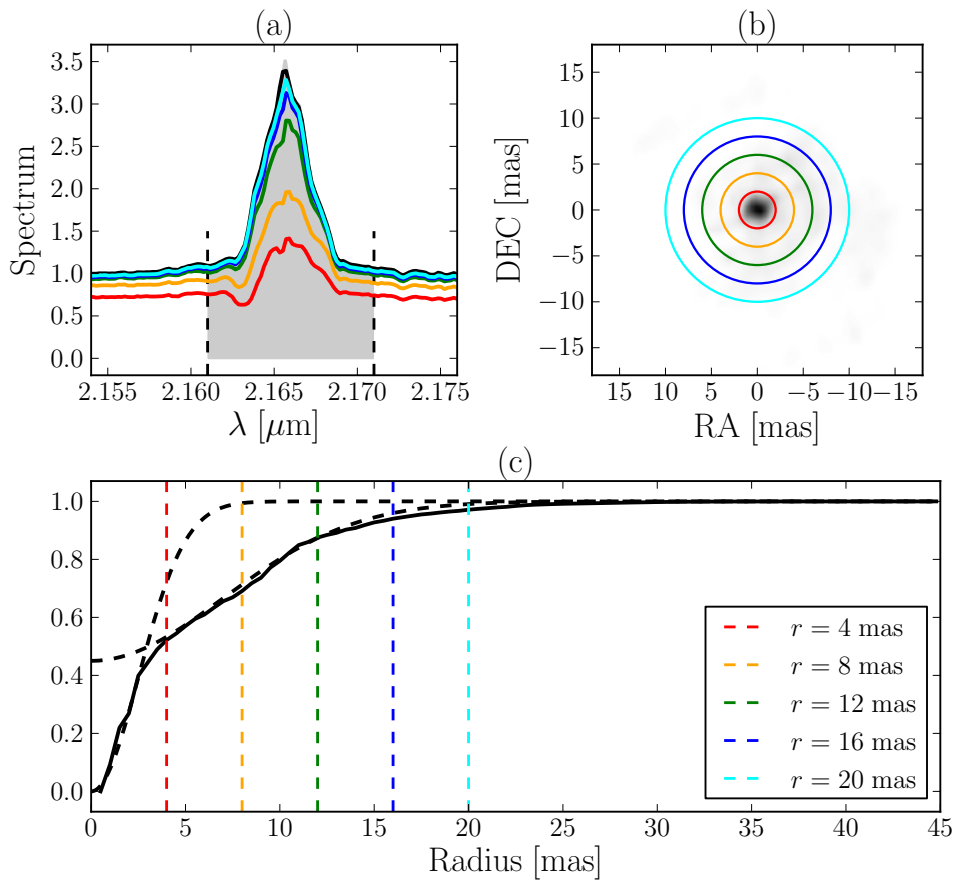 (a)
Spectrum
3.5
3.0
2.5
2.0
1.5
1.0
0.5
0.0
2.155 2.160 2.165 2.170 2.175
λ [μm]
(b)
DEC [mas]
15
10
5
0
−5
−10
−15
15 10 5 0 −5 −10 −15
RA [mas]
(c)
1.0
0.8
0.6
0.4
0.2
0.0
0 5 10 15 20 25 30 35 40 45
Radius [mas]
r = 4 mas
r = 8 mas
r = 12 mas
r = 16 mas
r = 20 mas